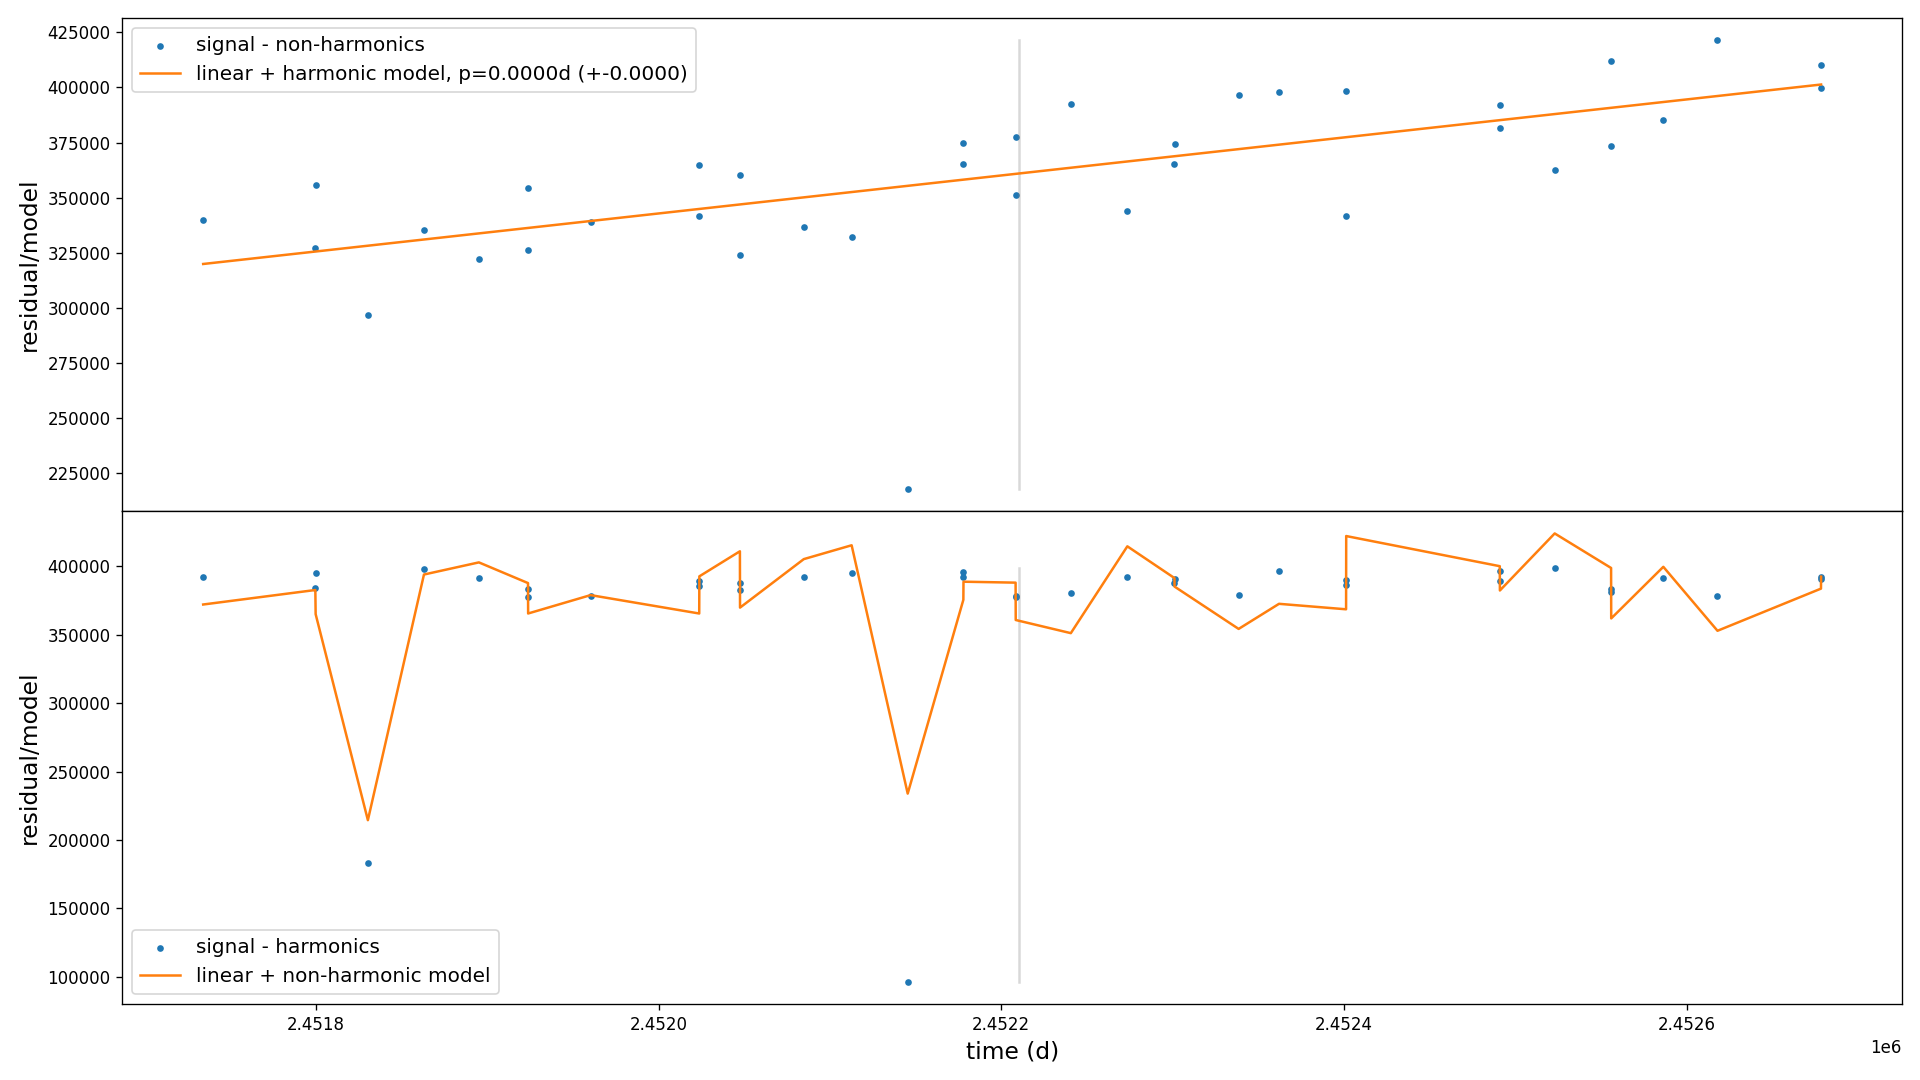 signal - non-harmonics
linear + harmonic model, p=0.0000d (+-0.0000)
425000
400000
375000
350000
325000
300000
275000
250000
225000
residual/model
400000
350000
300000
250000
200000
150000
100000
residual/model
signal - harmonics
linear + non-harmonic model
2.4518 2.4520 2.4522 2.4524 2.4526
1e6
time (d)